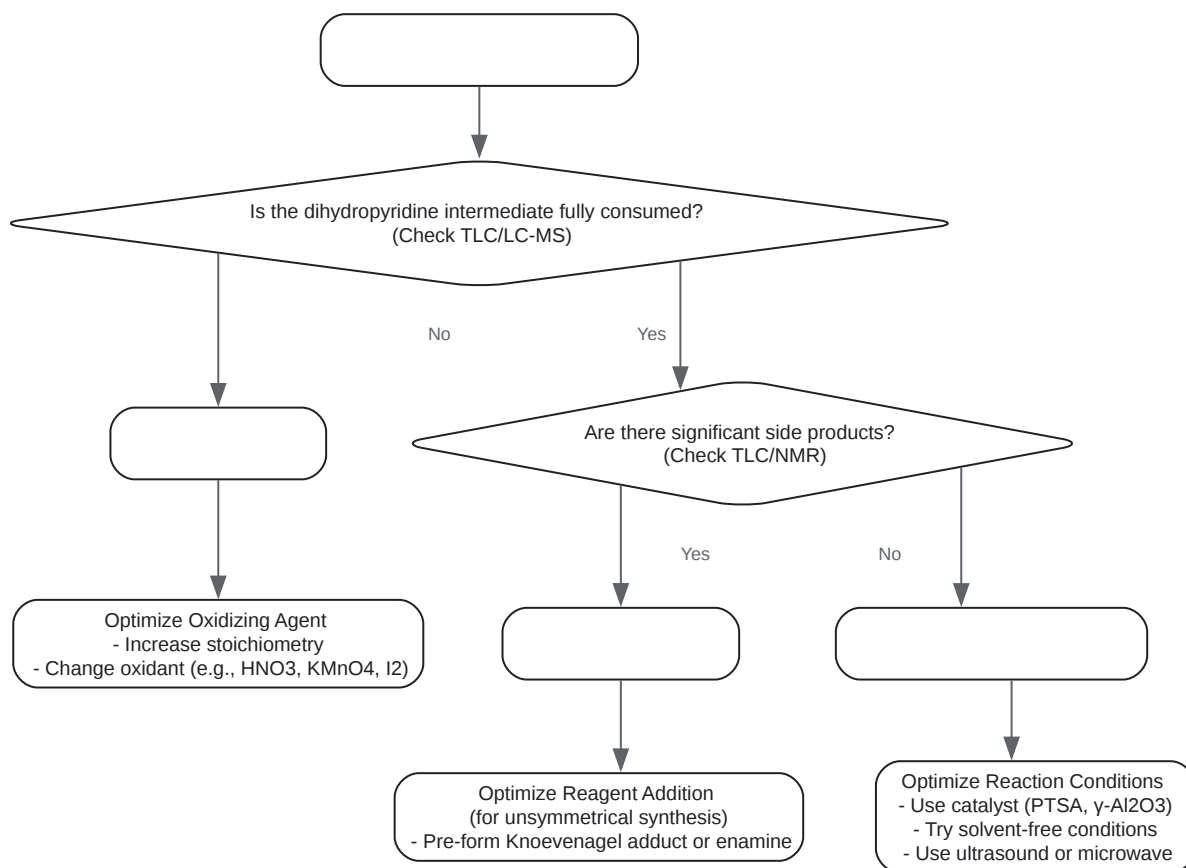 Is the dihydropyridine intermediate fully consumed?
(Check TLC/LC-MS)
No
Yes
Are there significant side products?
(Check TLC/NMR)
Yes
No
Optimize Oxidizing Agent
- Increase stoichiometry
- Change oxidant (e.g., HNO3, KMnO4, I2)
Optimize Reagent Addition
(for unsymmetrical synthesis)
- Pre-form Knoevenagel adduct or enamine
Optimize Reaction Conditions
- Use catalyst (PTSA, γ-Al2O3)
- Try solvent-free conditions
- Use ultrasound or microwave